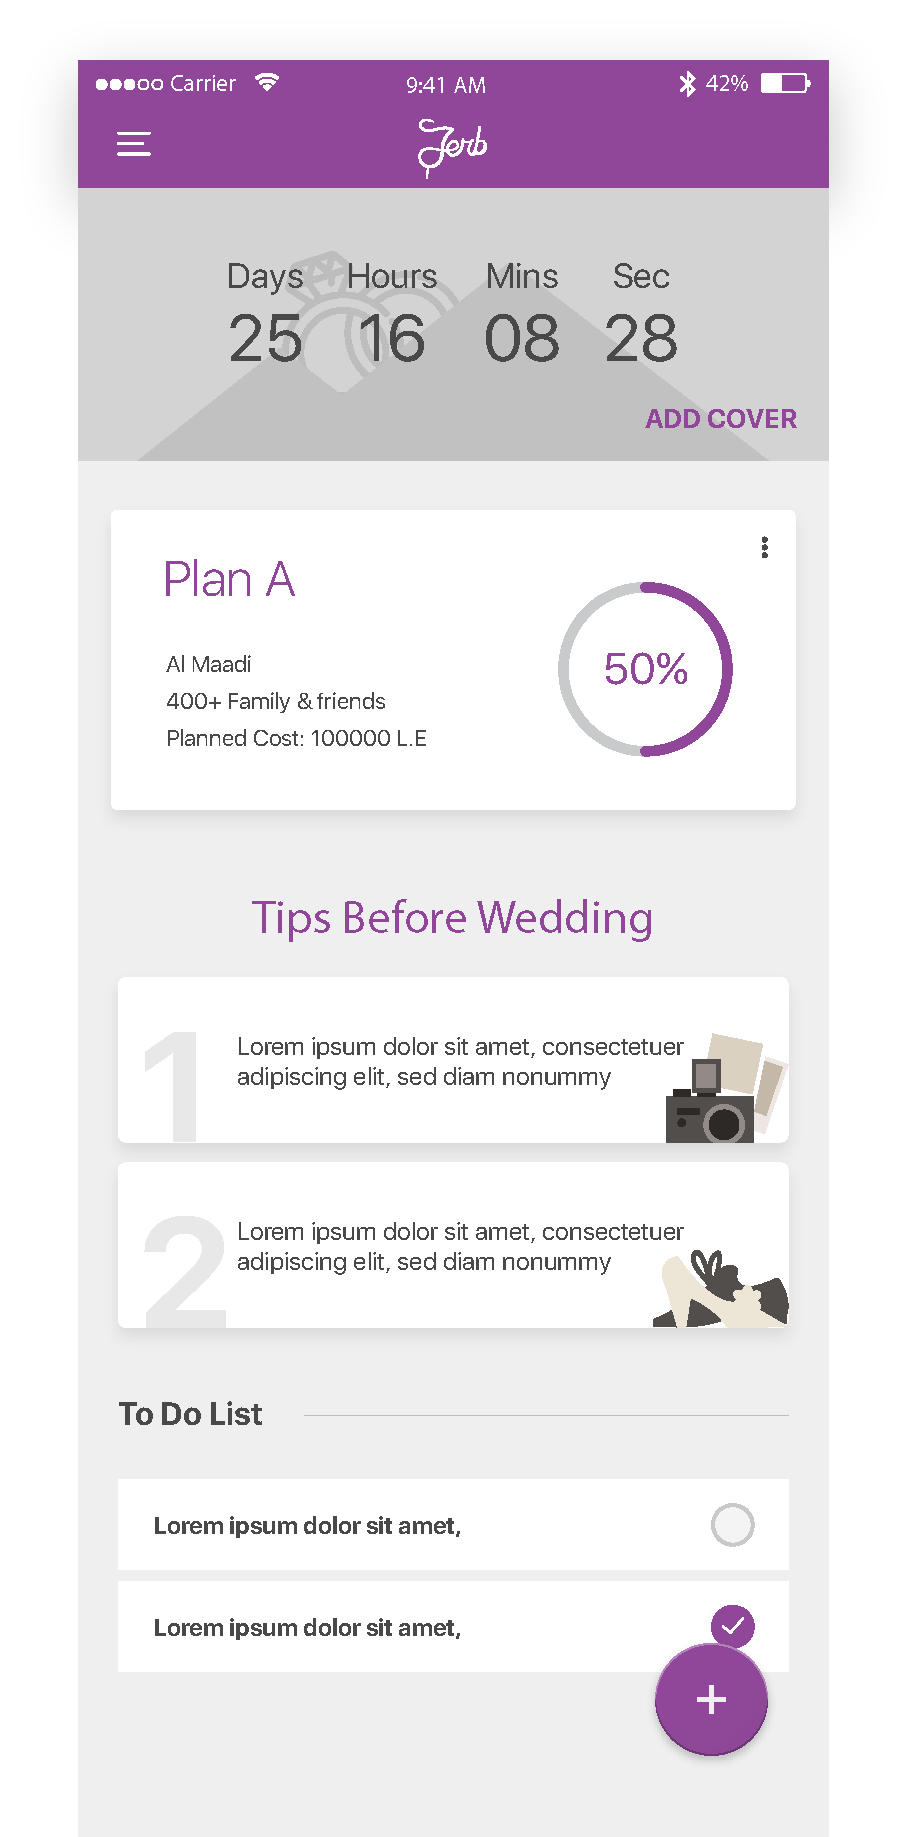 Carrier 9:41 AM 42%
Jerb
Days Hours Mins Sec
25 16 08 28
ADD COVER
Plan A
Al Maadi
400+ Family & friends
Planned Cost: 100000 L.E
50%
Tips Before Wedding
1
Lorem ipsum dolor sit amet, consectetuer
adipiscing elit, sed diam nonummy
2
Lorem ipsum dolor sit amet, consectetuer
adipiscing elit, sed diam nonummy
To Do List
Lorem ipsum dolor sit amet,
Lorem ipsum dolor sit amet,